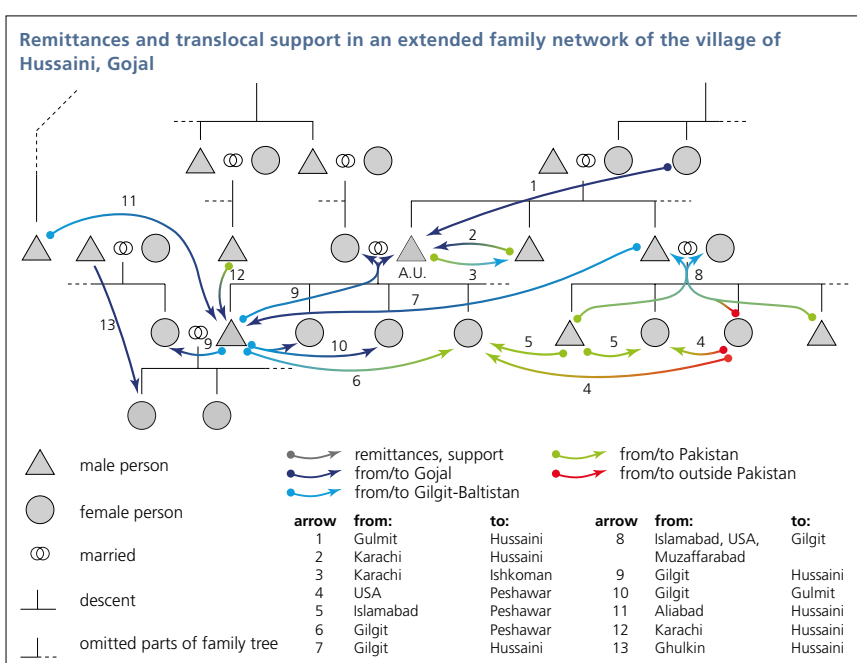 Remittances and translocal support in an extended family network of the village of
Hussaini, Gojal
1
11
2
A.U.
3
12
8
9
7
13
9
10
5
5
4
6
4
male person
female person
married
descent
omitted parts of family tree
remittances, support
from/to Gojal
from/to Gilgit-Baltistan
from/to Pakistan
from/to outside Pakistan
arrow from: to: arrow from: to:
1 Gulmit Hussaini 8 Islamabad, USA, Gilgit
2 Karachi Hussaini Muzaffarabad
3 Karachi Ishkoman 9 Gilgit Hussaini
4 USA Peshawar 10 Gilgit Gulmit
5 Islamabad Peshawar 11 Aliabad Hussaini
6 Gilgit Peshawar 12 Karachi Hussaini
7 Gilgit Hussaini 13 Ghulkin Hussaini